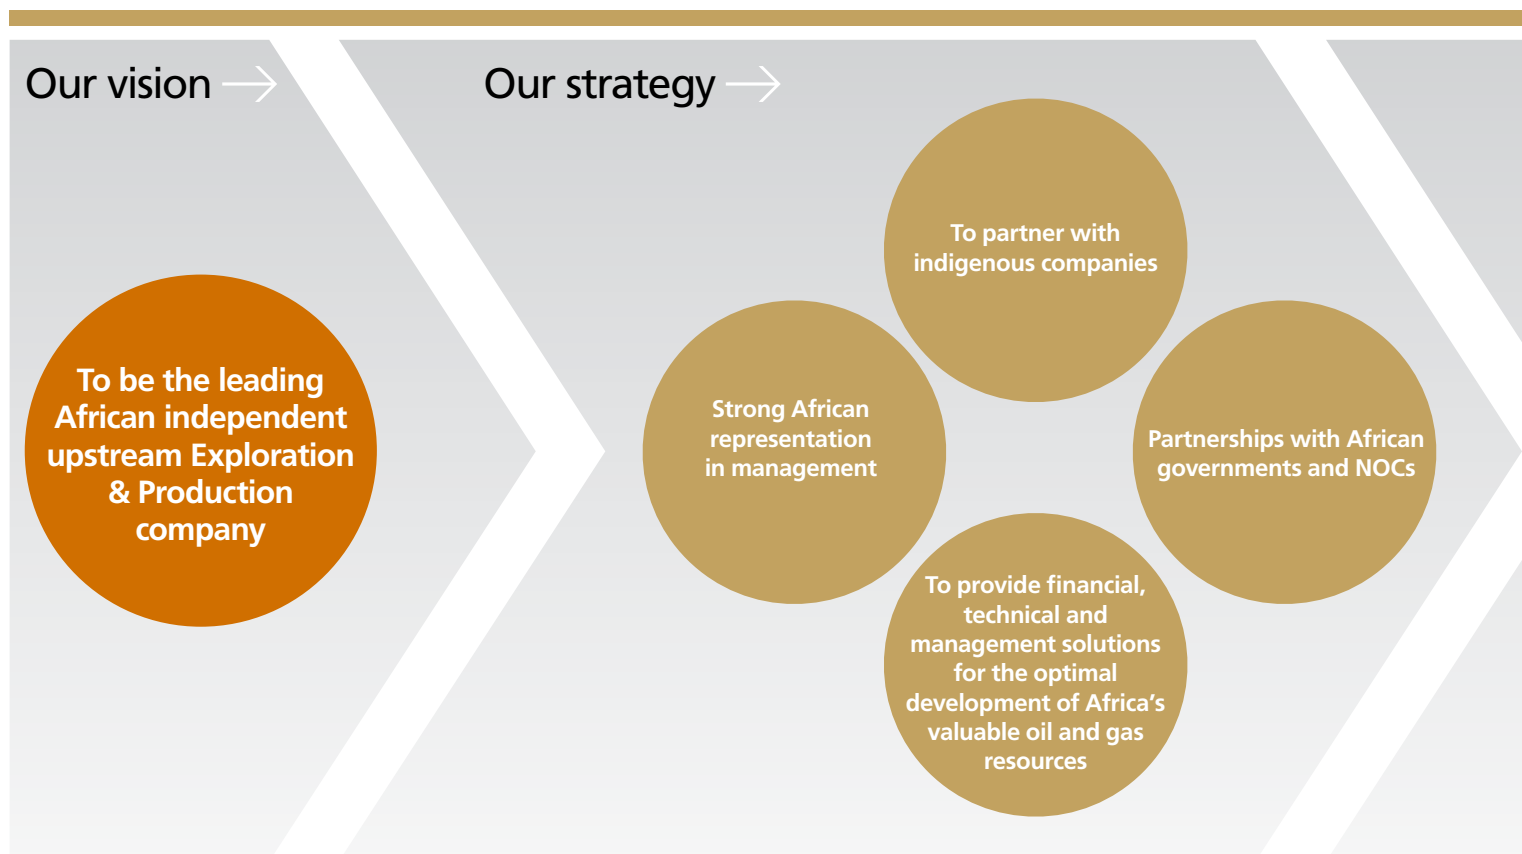 Our vision
Our strategy
To be the leading
African independent
upstream Exploration
& Production
company
To partner with
indigenous companies
Strong African
representation
in management
Partnerships with African
governments and NOCs
To provide financial,
technical and
management solutions
for the optimal
development of Africa’s
valuable oil and gas
resources